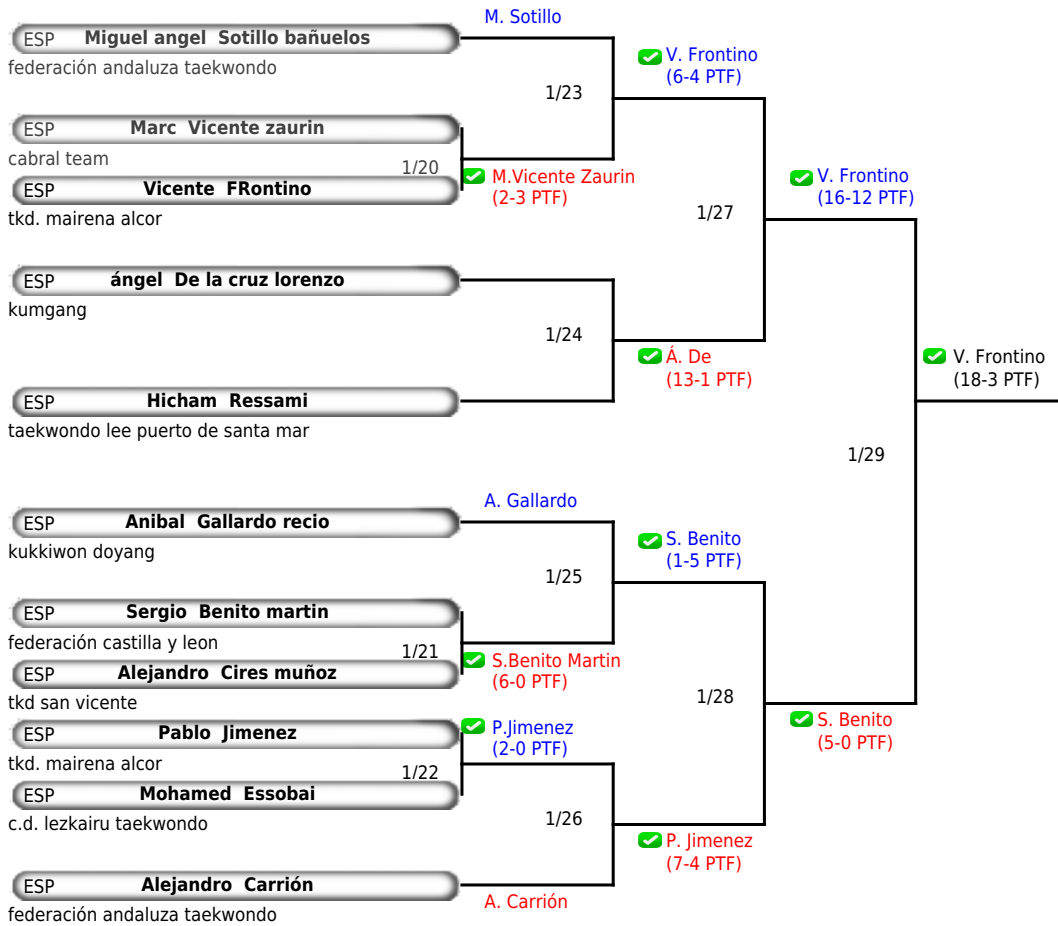 M. Sotillo
ESP Miguel angel Sotillo bañuelos
federación andaluza taekwondo
V. Frontino
(6-4 PTF)
1/23
ESP Marc Vicente zaurin
cabral team
1/20
M.Vicente Zaurin
(2-3 PTF)
ESP Vicente FRontino
tkd. mairena alcor
V. Frontino
(16-12 PTF)
1/27
ESP ángel De la cruz lorenzo
kumgang
1/24
Á. De
(13-1 PTF)
V. Frontino
(18-3 PTF)
ESP Hicham Ressami
taekwondo lee puerto de santa mar
1/29
A. Gallardo
ESP Anibal Gallardo recio
kukkiwon doyang
S. Benito
(1-5 PTF)
1/25
ESP Sergio Benito martin
federación castilla y leon
1/21
S.Benito Martin
(6-0 PTF)
ESP Alejandro Cires muñoz
tkd san vicente
1/28
S. Benito
(5-0 PTF)
ESP Pablo Jimenez
P.Jimenez
(2-0 PTF)
tkd. mairena alcor
1/22
ESP Mohamed Essobai
c.d. lezkairu taekwondo
1/26
P. Jimenez
(7-4 PTF)
ESP Alejandro Carrión
A. Carrión
federación andaluza taekwondo